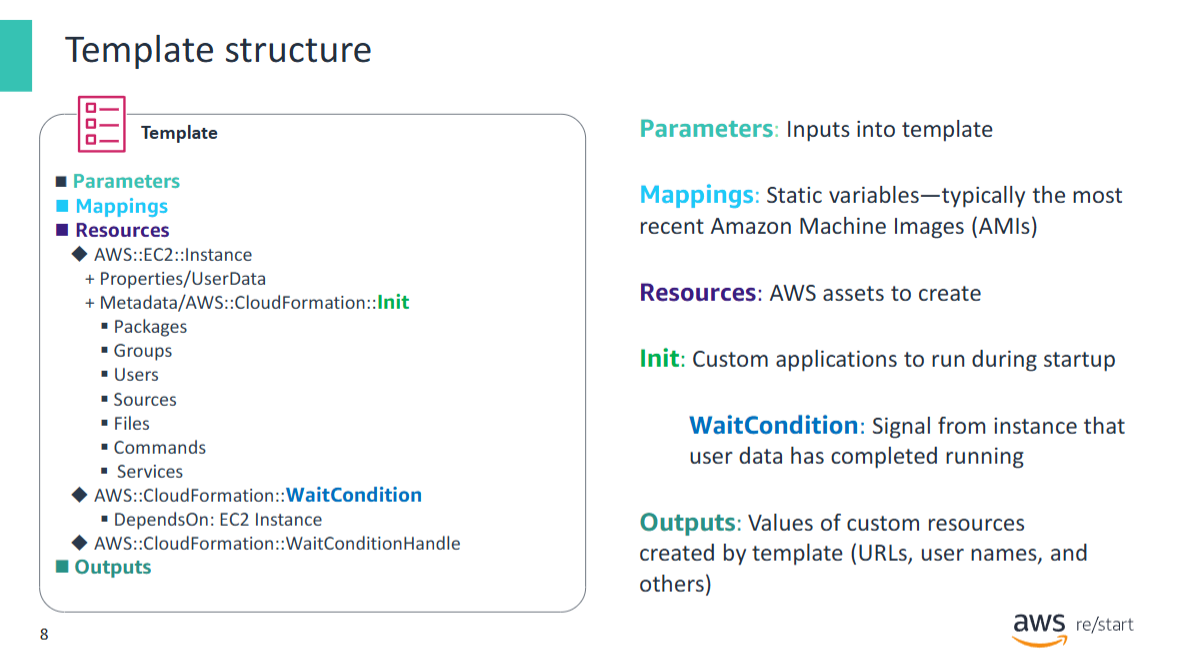 Template structure
Template
Parameters
Mappings
Resources
AWS::EC2::Instance
+ Properties/UserData
+ Metadata/AWS::CloudFormation::Init
Packages
Groups
Users
Sources
Files
Commands
Services
AWS::CloudFormation::WaitCondition
DependsOn: EC2 Instance
AWS::CloudFormation::WaitConditionHandle
Outputs
Parameters: Inputs into template
Mappings: Static variables—typically the most
recent Amazon Machine Images (AMIs)
Resources: AWS assets to create
Init: Custom applications to run during startup
WaitCondition: Signal from instance that
user data has completed running
Outputs: Values of custom resources
created by template (URLs, user names, and
others)
8
aws re/start